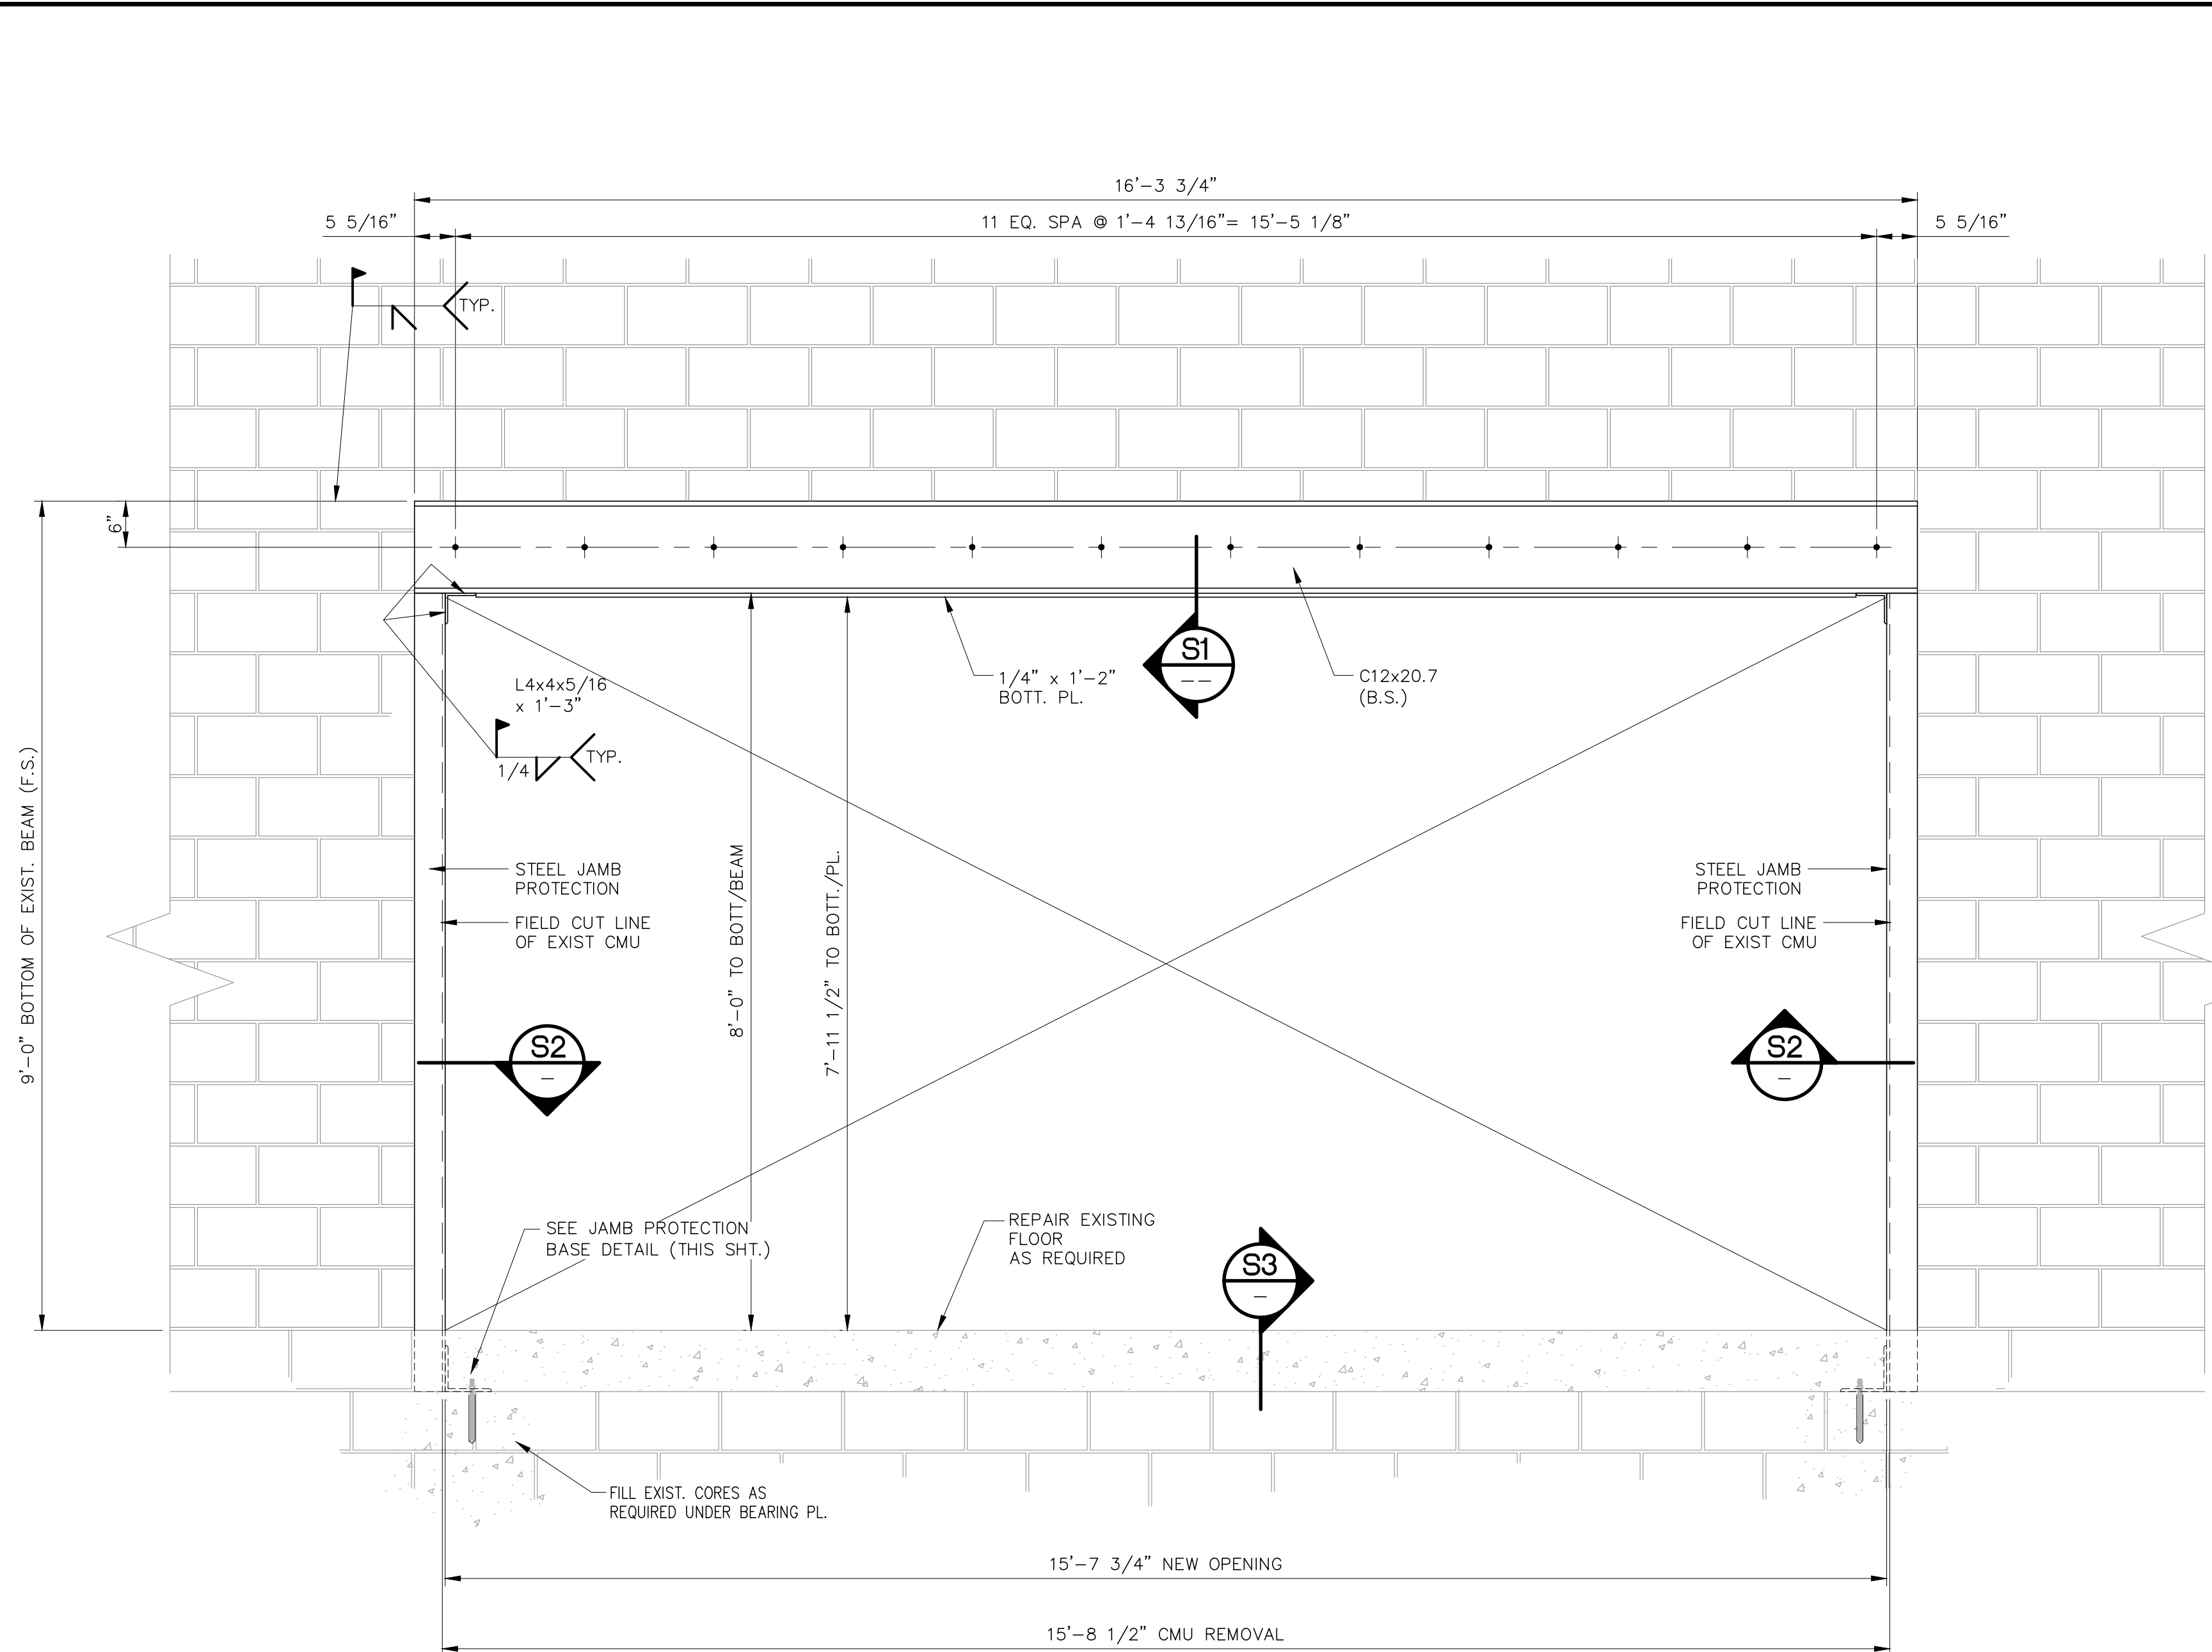 16'-3 3/4"
5 5/16"
11 EQ. SPA @ 1'-4 13/16"= 15'-5 1/8"
5 5/16"
TYP.
6"
S1
--
1/4" x 1'-2"
BOTT. PL.
C12x20.7
(B.S.)
L4x4x5/16
x 1'-3"
1/4
TYP.
9'-0" BOTTOM OF EXIST. BEAM (F.S.)
8'-0" TO BOTT/BEAM
7'-11 1/2" TO BOTT./PL.
STEEL JAMB
PROTECTION
FIELD CUT LINE
OF EXIST CMU
STEEL JAMB
PROTECTION
FIELD CUT LINE
OF EXIST CMU
S2
-
S2
-
SEE JAMB PROTECTION
BASE DETAIL (THIS SHT.)
REPAIR EXISTING
FLOOR
AS REQUIRED
S3
-
FILL EXIST. CORES AS
REQUIRED UNDER BEARING PL.
15'-7 3/4" NEW OPENING
15'-8 1/2" CMU REMOVAL